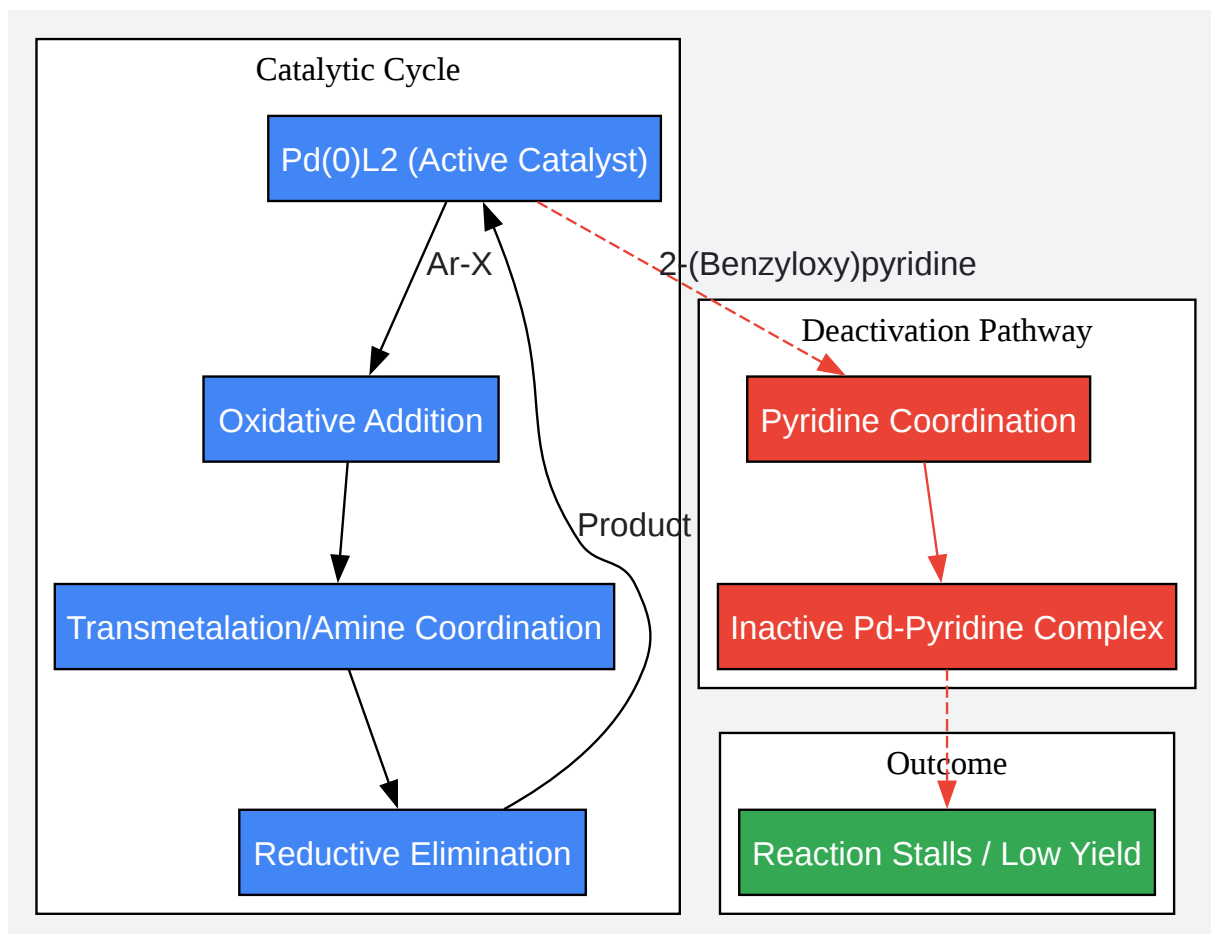 Catalytic Cycle
Pd(0)L2 (Active Catalyst)
Ar-X
2-(Benzyloxy)pyridine
Deactivation Pathway
Oxidative Addition
Pyridine Coordination
Product
Transmetalation/Amine Coordination
Inactive Pd-Pyridine Complex
Outcome
Reductive Elimination
Reaction Stalls / Low Yield